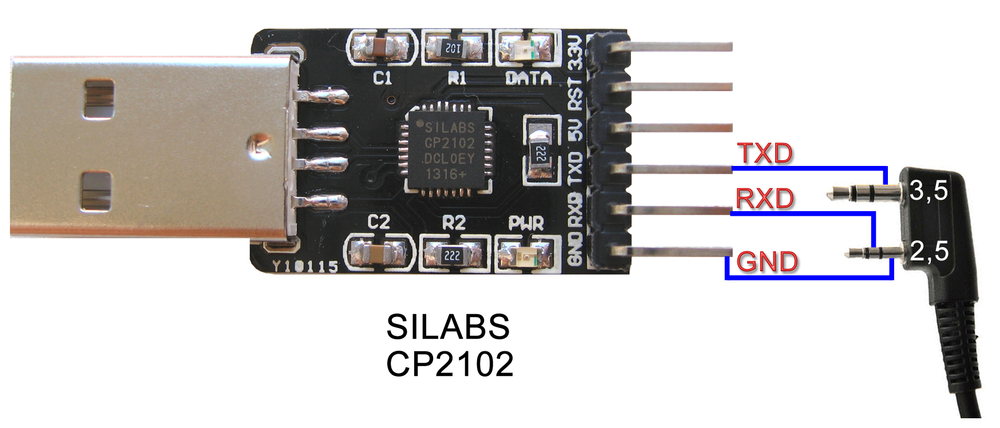 3.3V
RST
5V
TXD
RXD
GND
C1
R1
DATA
102
SILABS
CP2102
DCL0EY
1316+
222
C2
R2
PWR
222
Y10115
TXD
RXD
GND
3,5
2,5
SILABS
CP2102